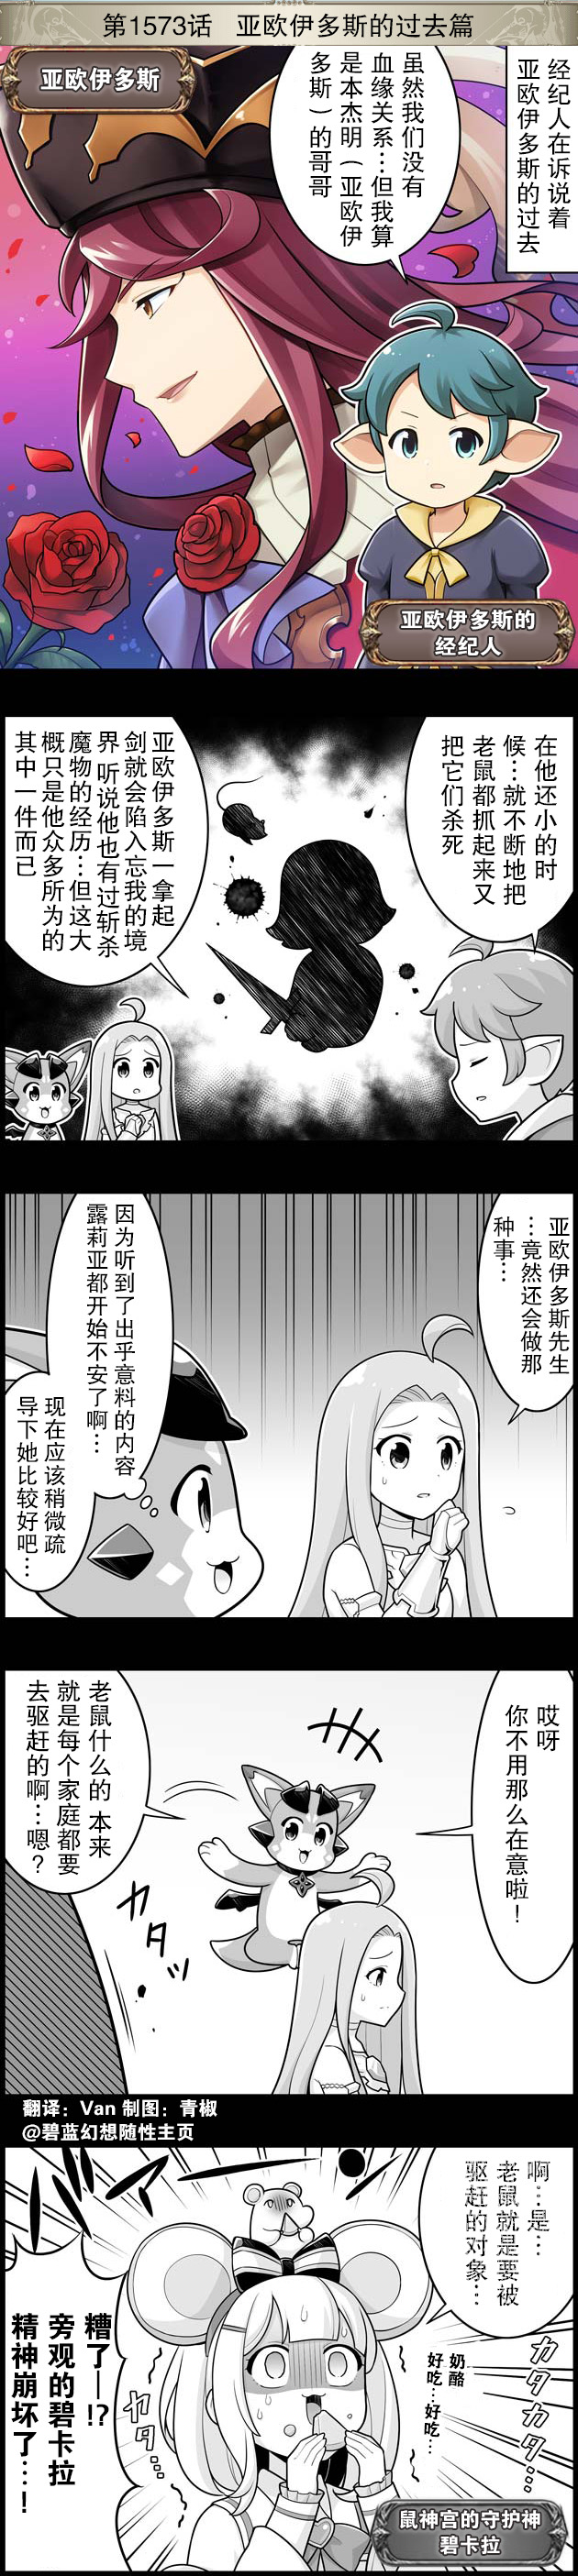 第1573话 亚欧伊多斯的过去篇
经纪人在诉说着
亚欧伊多斯的过去
亚欧伊多斯
虽然我们没有
血缘关系…但我算
是本杰明（亚欧伊
多斯）的哥哥
亚欧伊多斯的
经纪人
在他还小的时
候…就不断地把
老鼠都抓起来又
把它们杀死
亚欧伊多斯一拿起
剑就会陷入忘我的境
界 听说他也有过斩杀
魔物的经历…但这大
概只是他众多所为的
其中一件而已
亚欧伊多斯先生
…竟然还会做那
种事…
因为听到了出乎意料的内容
露莉亚都开始不安了啊…
现在应该稍微疏
导下她比较好吧…
哎呀
你不用那么在意啦！
老鼠什么的 本来
就是每个家庭都要
去驱赶的啊…嗯？
カタッ
翻译：Van 制图：青椒
@碧蓝幻想随性主页
啊…是…
老鼠就是要被
驱赶的对象…
カタカタ…
奶酪
好吃…好吃…
カタ…
糟了—!?
旁观的碧卡拉
精神崩坏了…!
鼠神宫的守护神
碧卡拉